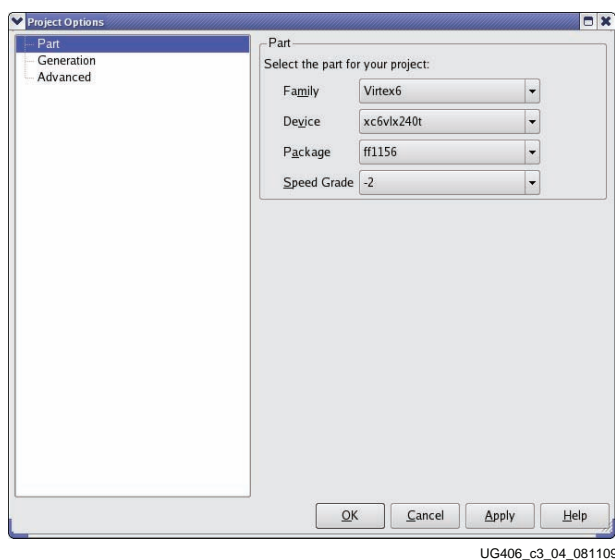 Project Options
Part
Generation
Advanced
Part
Select the part for your project:
Family Virtex6
Device xc6vlx240t
Package ff1156
Speed Grade -2
OK Cancel Apply Help
UG406_c3_04_081109